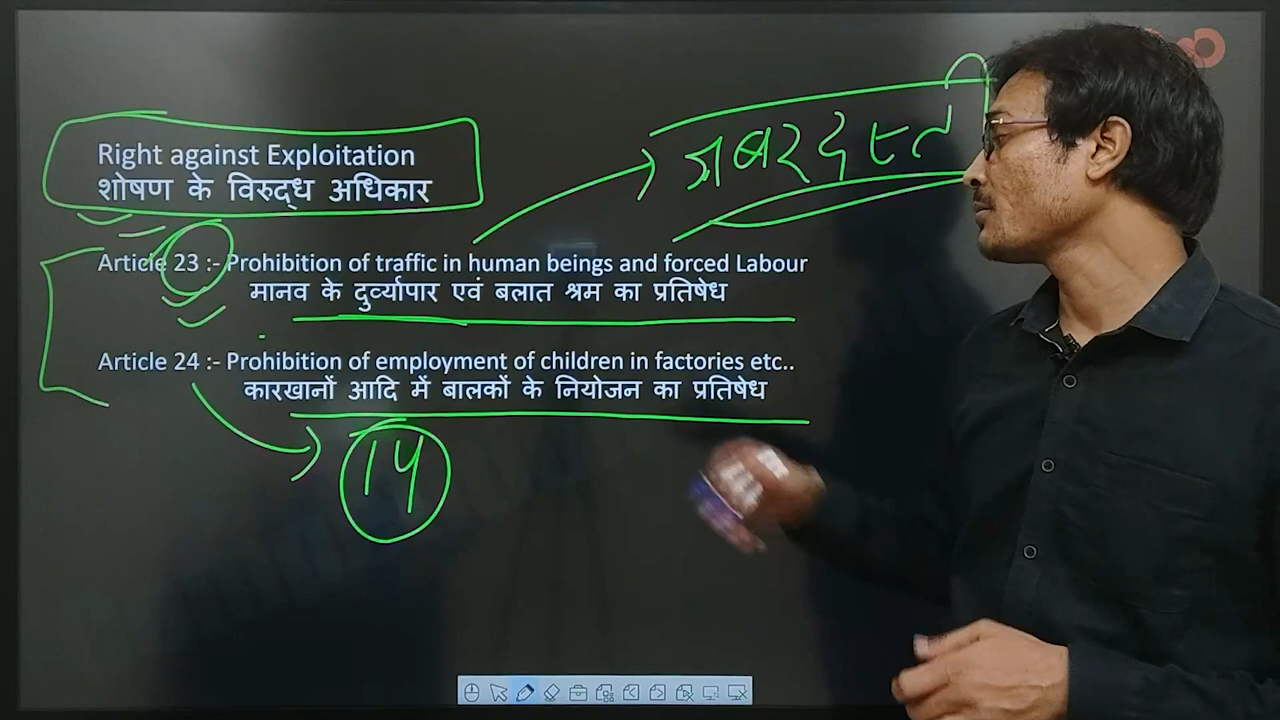 Right against Exploitation
शोषण के विरुद्ध अधिकार
जबरदस्त
Article 23 :- Prohibition of traffic in human beings and forced Labour
मानव के दुर्व्यापार एवं बलात श्रम का प्रतिषेध
Article 24 :- Prohibition of employment of children in factories etc..
कारखानों आदि में बालकों के नियोजन का प्रतिषेध
14